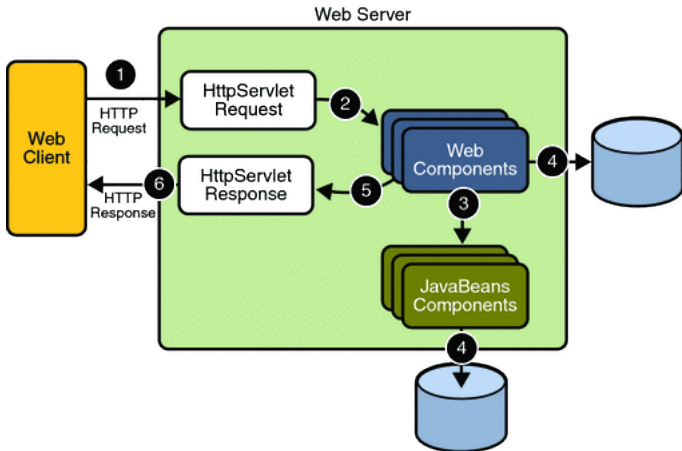 Web Server
1
HttpServlet
Request
2
HTTP
Request
Web
Client
Web
Components
4
6
HTTP
Response
HttpServlet
Response
5
3
JavaBeans
Components
4